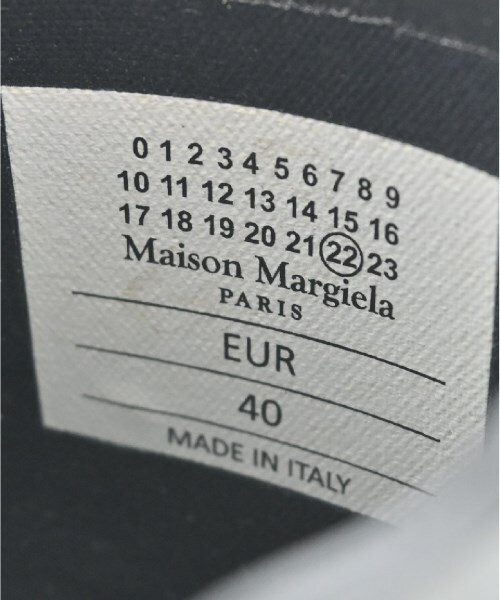 0 1 2 3 4 5 6 7 8 9
10 11 12 13 14 15 16
17 18 19 20 21 22 23
Maison Margiela
PARIS
EUR
40
MADE IN ITALY